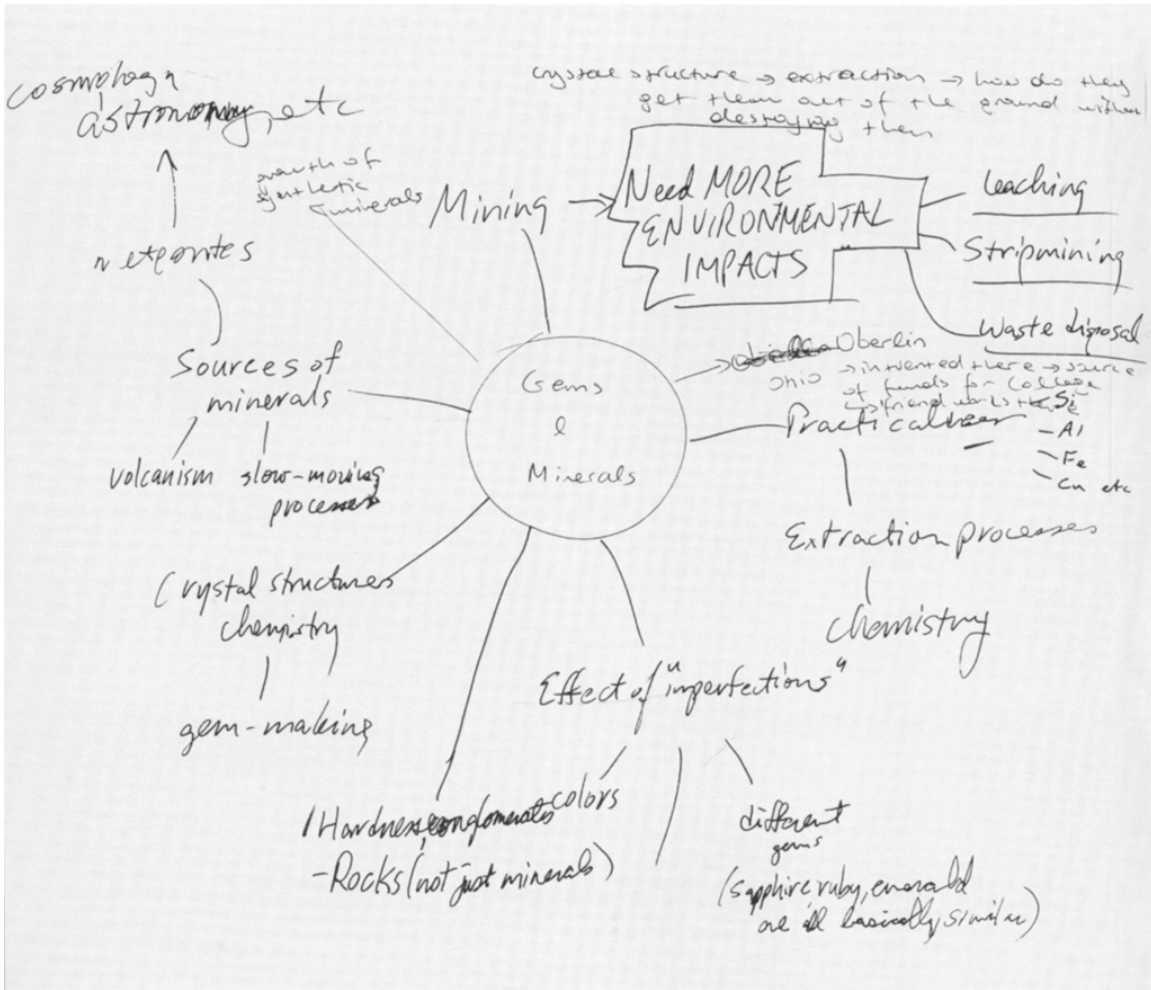 cosmology
astronomy, etc
crystal structure → extraction → how do they
get them out of the ground without
destroying them
growth of
synthetic
minerals
Mining
Need MORE
ENVIRONMENTAL
IMPACTS
leaching
Stripmining
Waste disposal
meteorites
Sources of
minerals
volcanism
slow-moving
processes
Gems
&
Minerals
Oberlin
Ohio → invented there → source
of funds for College
→ friend works there
Practical uses
- Si
- Al
- Fe
- Cu etc
Extraction processes
chemistry
Crystal structures
chemistry
gem-making
Effect of "imperfections"
colors
different
gems
(sapphire, ruby, emerald
are all basically similar)
Hardness, conglomerates
- Rocks (not just minerals)